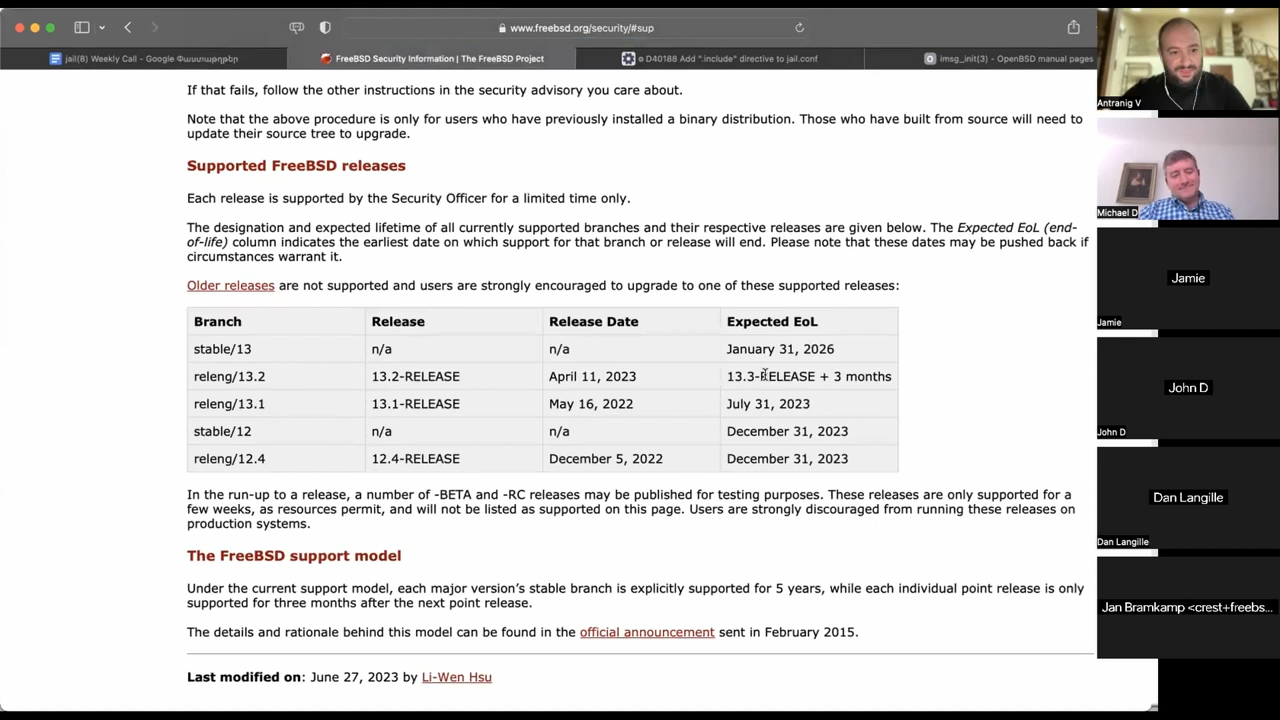 www.freebsd.org/security/#sup
jail(8) Weekly Call - Google Փաստաթղթեր
FreeBSD Security Information | The FreeBSD Project
D40188 Add ".include" directive to jail.conf
imsg_init(3) - OpenBSD manual pages
If that fails, follow the other instructions in the security advisory you care about.
Note that the above procedure is only for users who have previously installed a binary distribution. Those who have built from source will need to
update their source tree to upgrade.
Supported FreeBSD releases
Each release is supported by the Security Officer for a limited time only.
The designation and expected lifetime of all currently supported branches and their respective releases are given below. The Expected EoL (end-
of-life) column indicates the earliest date on which support for that branch or release will end. Please note that these dates may be pushed back if
circumstances warrant it.
Older releases are not supported and users are strongly encouraged to upgrade to one of these supported releases:
Branch Release Release Date Expected EoL
stable/13 n/a n/a January 31, 2026
releng/13.2 13.2-RELEASE April 11, 2023 13.3-RELEASE + 3 months
releng/13.1 13.1-RELEASE May 16, 2022 July 31, 2023
stable/12 n/a n/a December 31, 2023
releng/12.4 12.4-RELEASE December 5, 2022 December 31, 2023
In the run-up to a release, a number of -BETA and -RC releases may be published for testing purposes. These releases are only supported for a
few weeks, as resources permit, and will not be listed as supported on this page. Users are strongly discouraged from running these releases on
production systems.
The FreeBSD support model
Under the current support model, each major version's stable branch is explicitly supported for 5 years, while each individual point release is only
supported for three months after the next point release.
The details and rationale behind this model can be found in the official announcement sent in February 2015.
Last modified on: June 27, 2023 by Li-Wen Hsu
Antranig V
Michael D
Jamie
Jamie
John D
John D
Dan Langille
Dan Langille
Jan Bramkamp <crest+freebs...